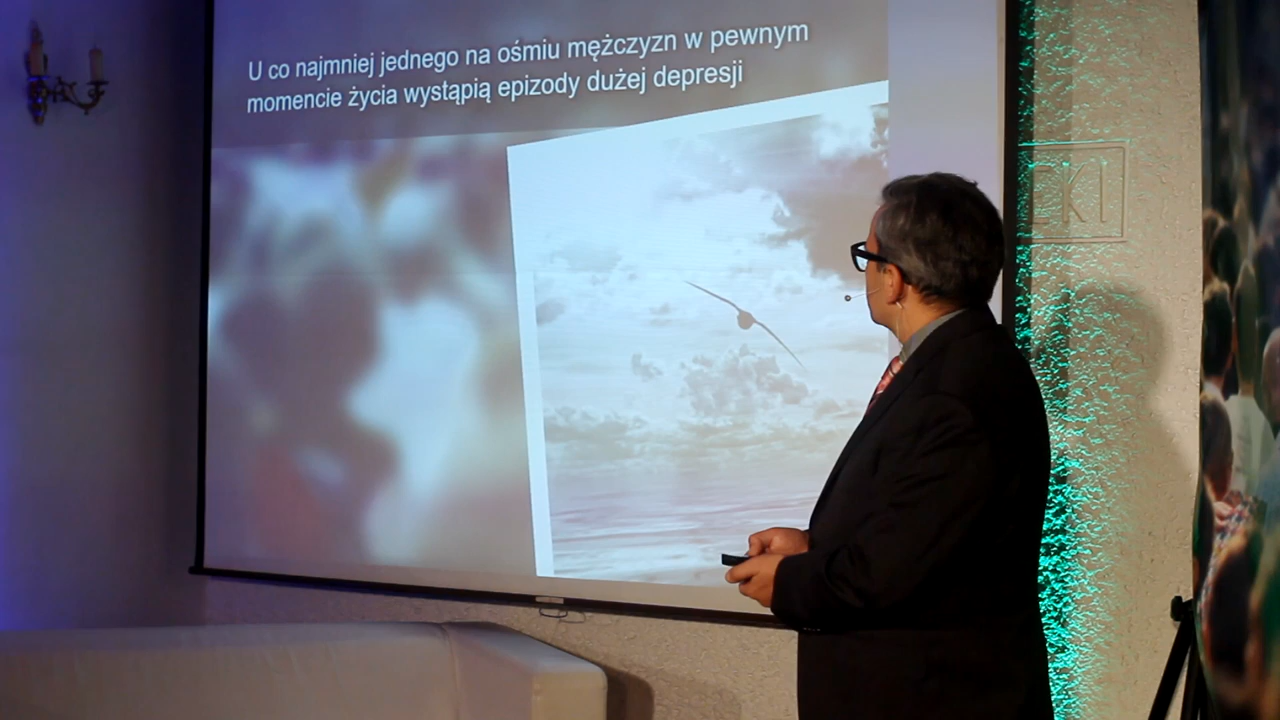 U co najmniej jednego na ośmiu mężczyzn w pewnym
momencie życia wystąpią epizody dużej depresji